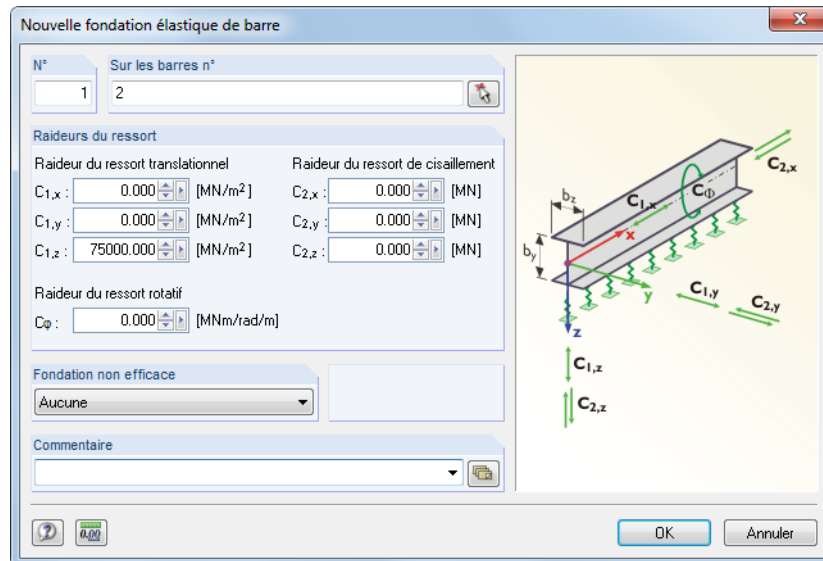 Nouvelle fondation élastique de barre
N°
Sur les barres n°
1
2
Raideurs du ressort
Raideur du ressort translationnel
Raideur du ressort de cisaillement
C1,x : 0.000 [MN/m²]
C2,x : 0.000 [MN]
C1,y : 0.000 [MN/m²]
C2,y : 0.000 [MN]
C1,z : 75000.000 [MN/m²]
C2,z : 0.000 [MN]
Raideur du ressort rotatif
Cφ : 0.000 [MNm/rad/m]
Fondation non efficace
Aucune
Commentaire
C2,x
bz
C1,x
CΦ
by
x
y
C1,y
C2,y
z
C1,z
C2,z
0.00
OK
Annuler